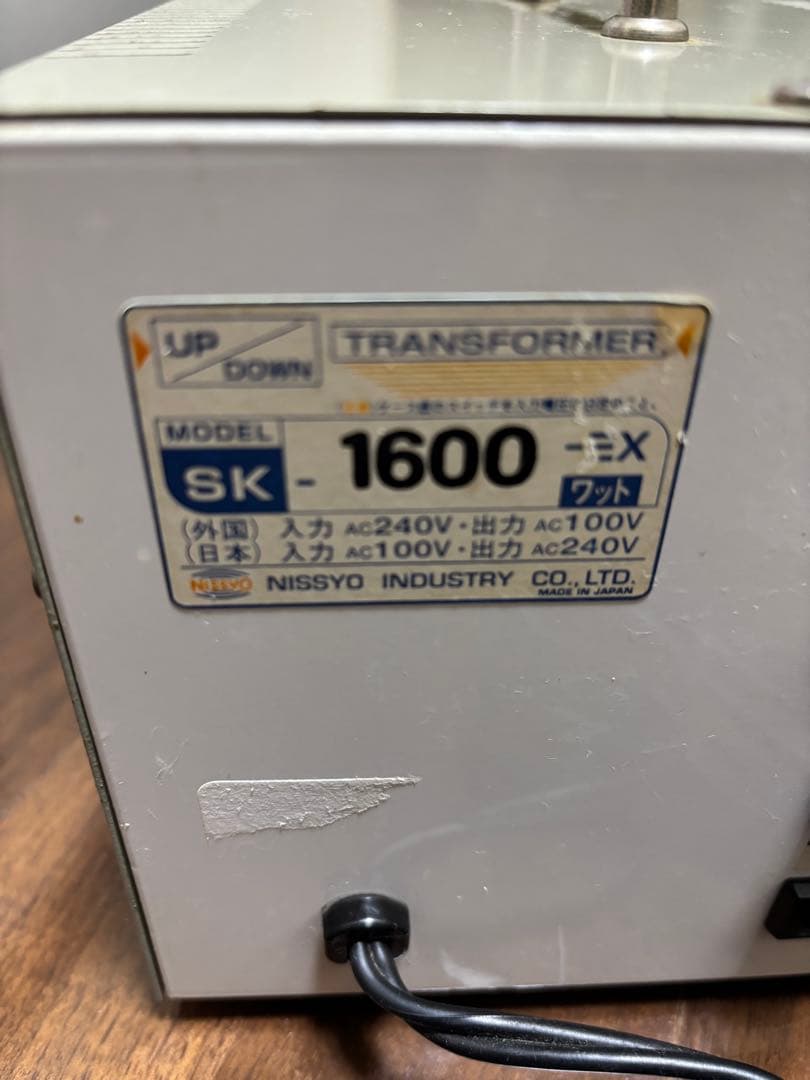 UP/DOWN TRANSFORMER
MODEL
SK - 1600 -EX
ワット
(外国) 入力 AC240V・出力 AC100V
(日本) 入力 AC100V・出力 AC240V
NISSYO NISSYO INDUSTRY CO., LTD.
MADE IN JAPAN